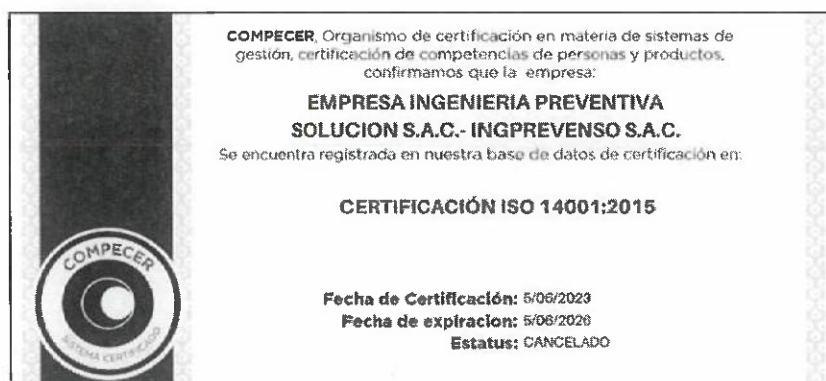 COMPECER, Organismo de certificación en materia de sistemas de
gestión, certificación de competencias de personas y productos,
confirmamos que la empresa:
EMPRESA INGENIERIA PREVENTIVA
SOLUCION S.A.C.- INGPREVENSO S.A.C.
Se encuentra registrada en nuestra base de datos de certificación en:
CERTIFICACIÓN ISO 14001:2015
COMPECER
SISTEMA CERTIFICADO
Fecha de Certificación: 5/06/2023
Fecha de expiracion: 5/06/2026
Estatus: CANCELADO